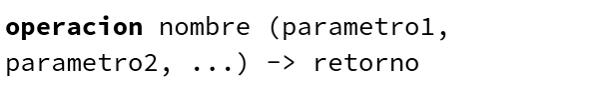 operacion nombre (parametro1,
parametro2, ...) -> retorno